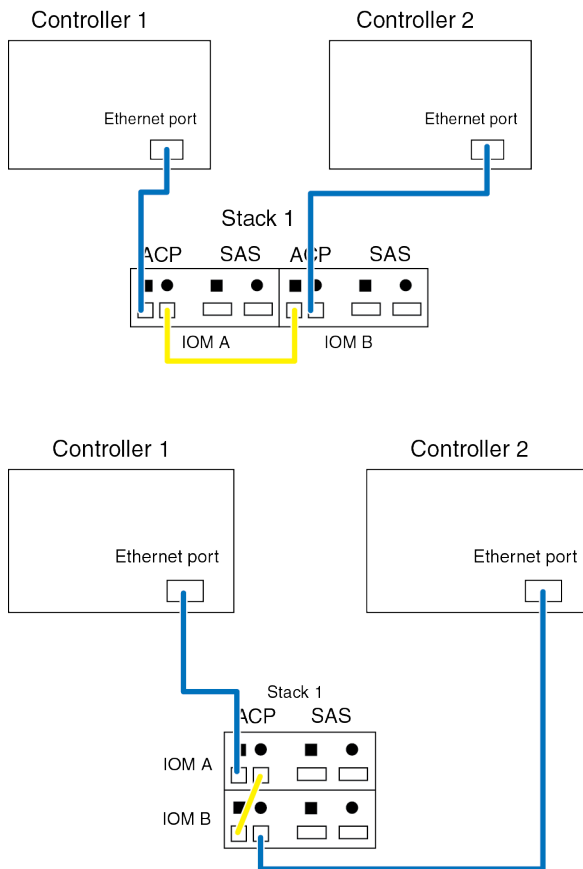 Controller 1
Controller 2
Ethernet port
Ethernet port
Stack 1
ACP SAS ACP SAS
IOM A
IOM B
Controller 1
Controller 2
Ethernet port
Ethernet port
Stack 1
ACP SAS
IOM A
IOM B